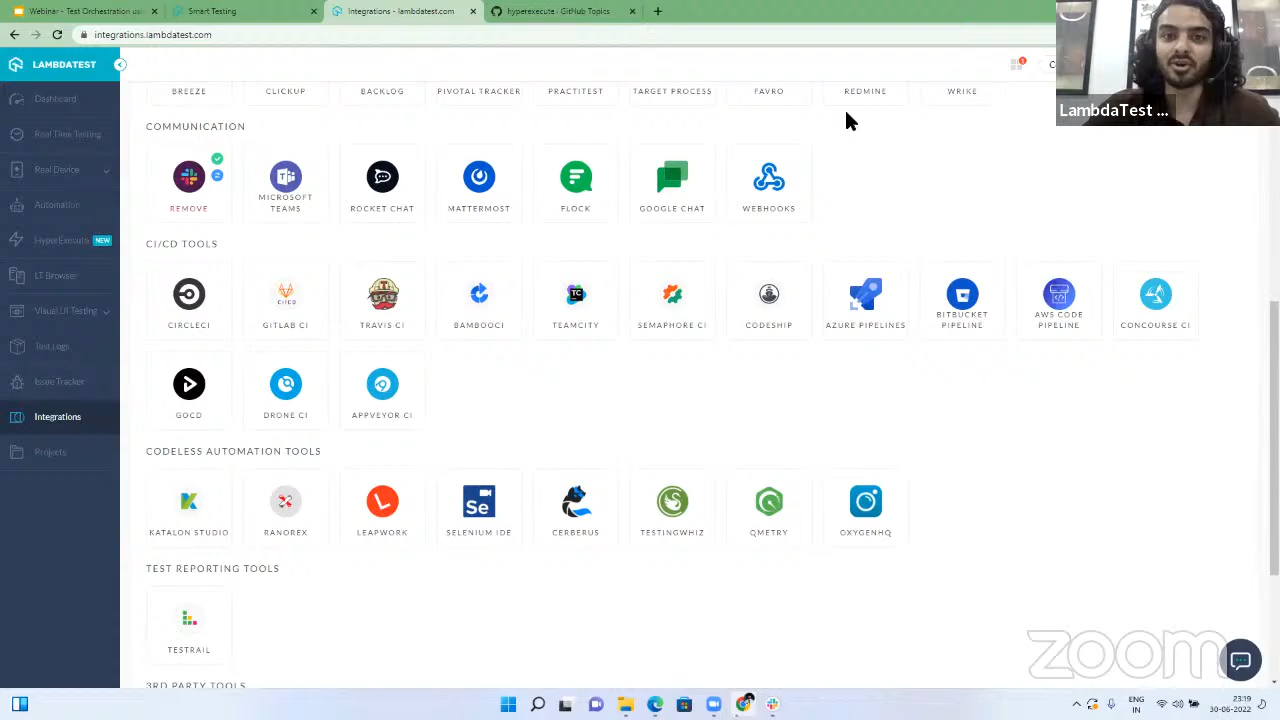 Webinar - Test Orchestration us
Smart Testing
Integrations - lambdatest.com
hyperexecute · GitHub Topics
integrations.lambdatest.com
LAMBDATEST
LambdaTest ...
Dashboard
Real Time Testing
Real Device
Automation
HyperExecute NEW
LT Browser
Visual UI Testing
Test Logs
Issue Tracker
Integrations
Projects
BREEZE CLICKUP BACKLOG PIVOTAL TRACKER PRACTITEST TARGET PROCESS FAVRO REDMINE WRIKE
COMMUNICATION
REMOVE MICROSOFT TEAMS ROCKET CHAT MATTERMOST FLOCK GOOGLE CHAT WEBHOOKS
CI/CD TOOLS
CI/CD
TC
CIRCLECI GITLAB CI TRAVIS CI BAMBOOCI TEAMCITY SEMAPHORE CI CODESHIP AZURE PIPELINES BITBUCKET PIPELINE AWS CODE PIPELINE CONCOURSE CI
GOCD DRONE CI APPVEYOR CI
CODELESS AUTOMATION TOOLS
Se
KATALON STUDIO RANOREX LEAPWORK SELENIUM IDE CERBERUS TESTINGWHIZ QMETRY OXYGENHQ
TEST REPORTING TOOLS
TESTRAIL
3RD PARTY TOOLS
zoom
ENG
IN
23:19
30-06-2022